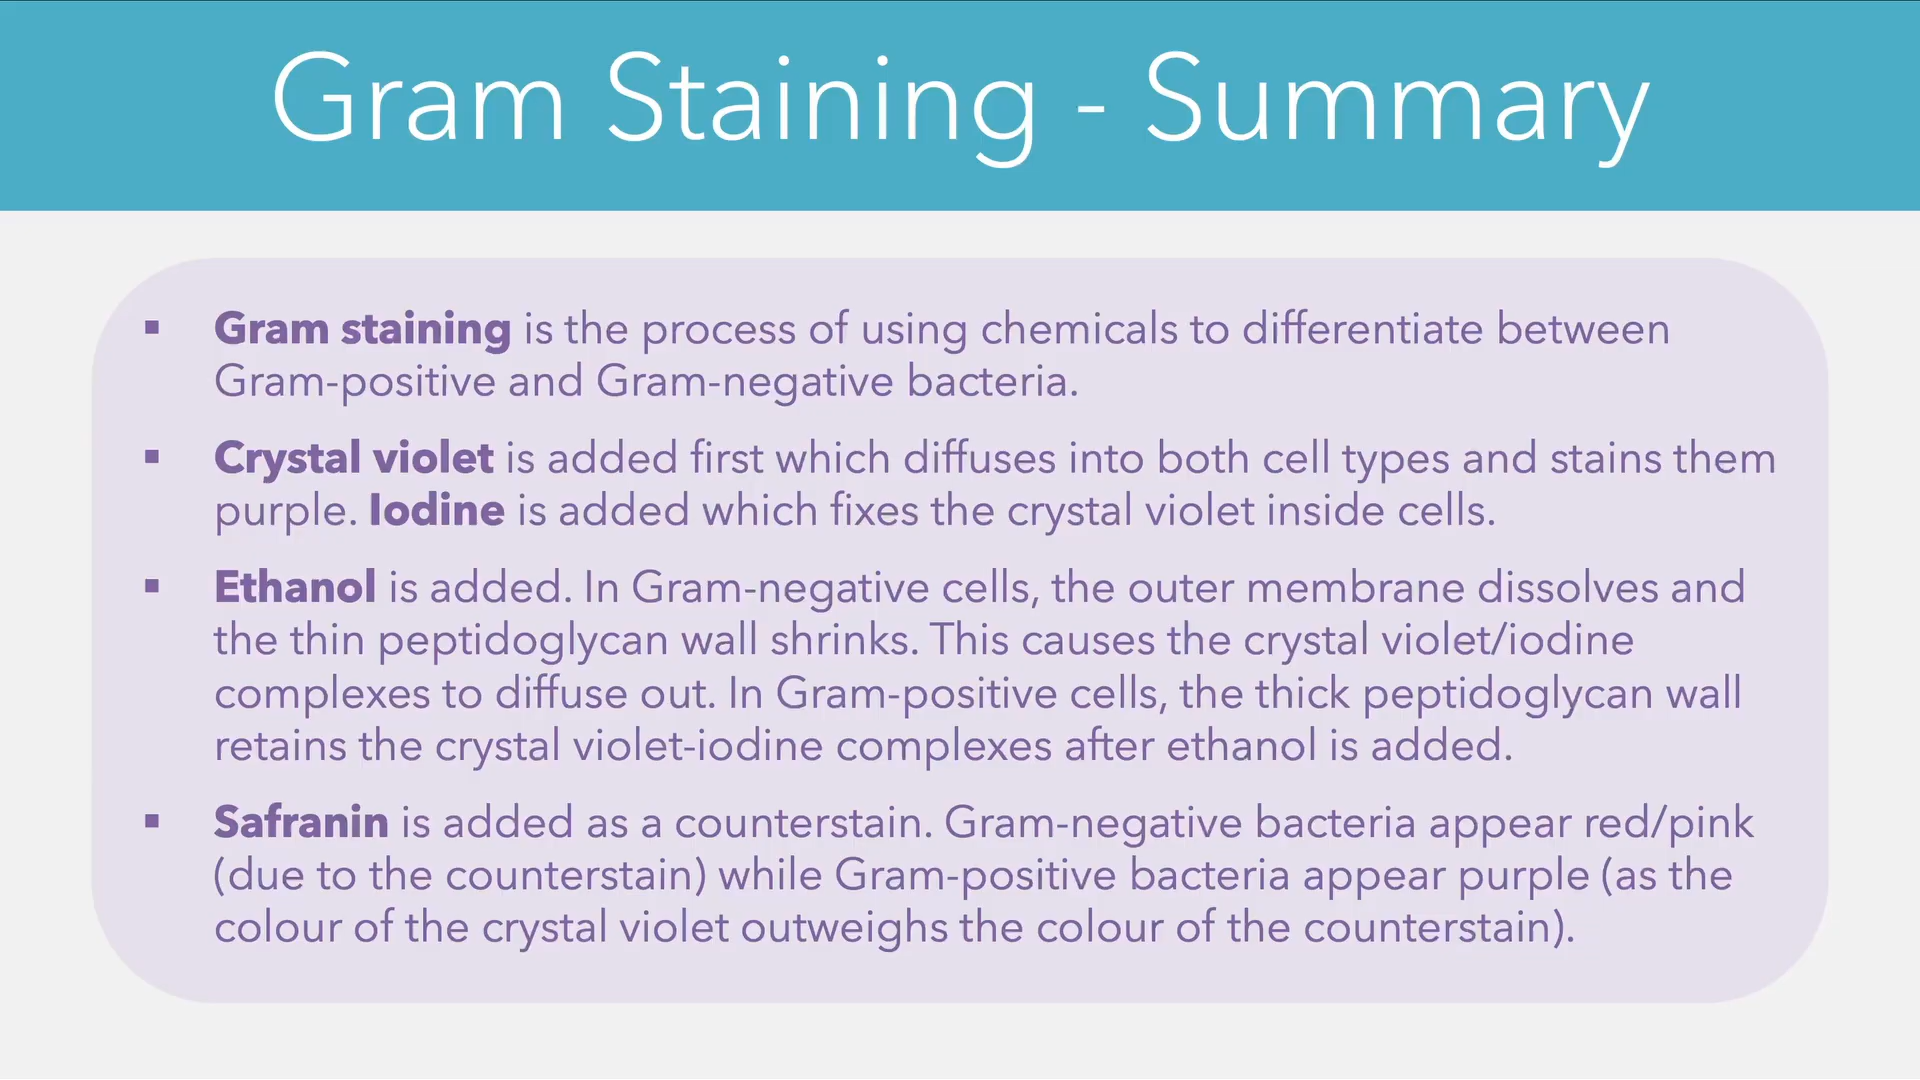 Gram Staining - Summary
▪ Gram staining is the process of using chemicals to differentiate between
Gram-positive and Gram-negative bacteria.
▪ Crystal violet is added first which diffuses into both cell types and stains them
purple. Iodine is added which fixes the crystal violet inside cells.
▪ Ethanol is added. In Gram-negative cells, the outer membrane dissolves and
the thin peptidoglycan wall shrinks. This causes the crystal violet/iodine
complexes to diffuse out. In Gram-positive cells, the thick peptidoglycan wall
retains the crystal violet-iodine complexes after ethanol is added.
▪ Safranin is added as a counterstain. Gram-negative bacteria appear red/pink
(due to the counterstain) while Gram-positive bacteria appear purple (as the
colour of the crystal violet outweighs the colour of the counterstain).